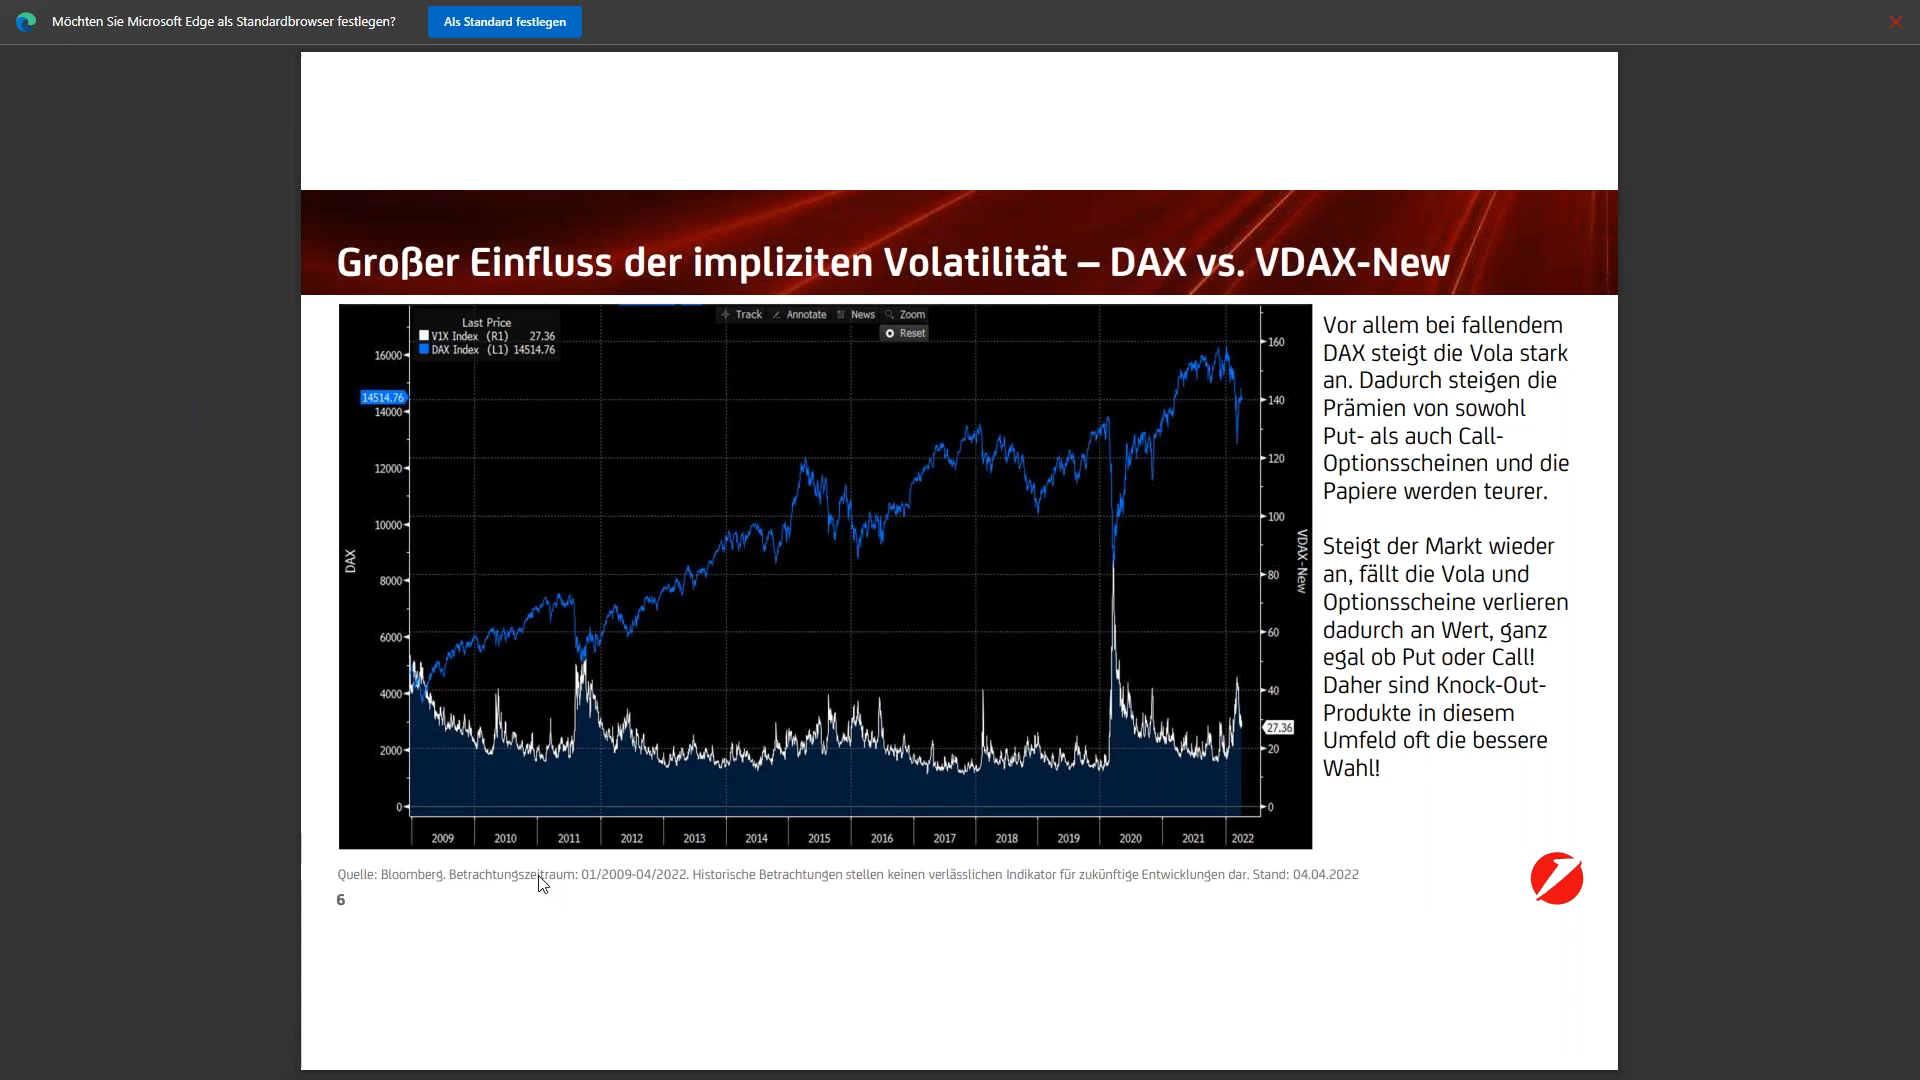 Möchten Sie Microsoft Edge als Standardbrowser festlegen?
Als Standard festlegen
Großer Einfluss der impliziten Volatilität – DAX vs. VDAX-New
Track
Annotate
News
Zoom
Reset
Last Price
V1X Index (R1) 27.36
DAX Index (L1) 14514.76
16000
14514.76
14000
12000
10000
8000
6000
4000
2000
0
DAX
160
140
120
100
80
60
40
27.36
20
0
VDAX-New
2009 2010 2011 2012 2013 2014 2015 2016 2017 2018 2019 2020 2021 2022
Vor allem bei fallendem
DAX steigt die Vola stark
an. Dadurch steigen die
Prämien von sowohl
Put- als auch Call-
Optionsscheinen und die
Papiere werden teurer.
Steigt der Markt wieder
an, fällt die Vola und
Optionsscheine verlieren
dadurch an Wert, ganz
egal ob Put oder Call!
Daher sind Knock-Out-
Produkte in diesem
Umfeld oft die bessere
Wahl!
Quelle: Bloomberg. Betrachtungszeitraum: 01/2009-04/2022. Historische Betrachtungen stellen keinen verlässlichen Indikator für zukünftige Entwicklungen dar. Stand: 04.04.2022
6